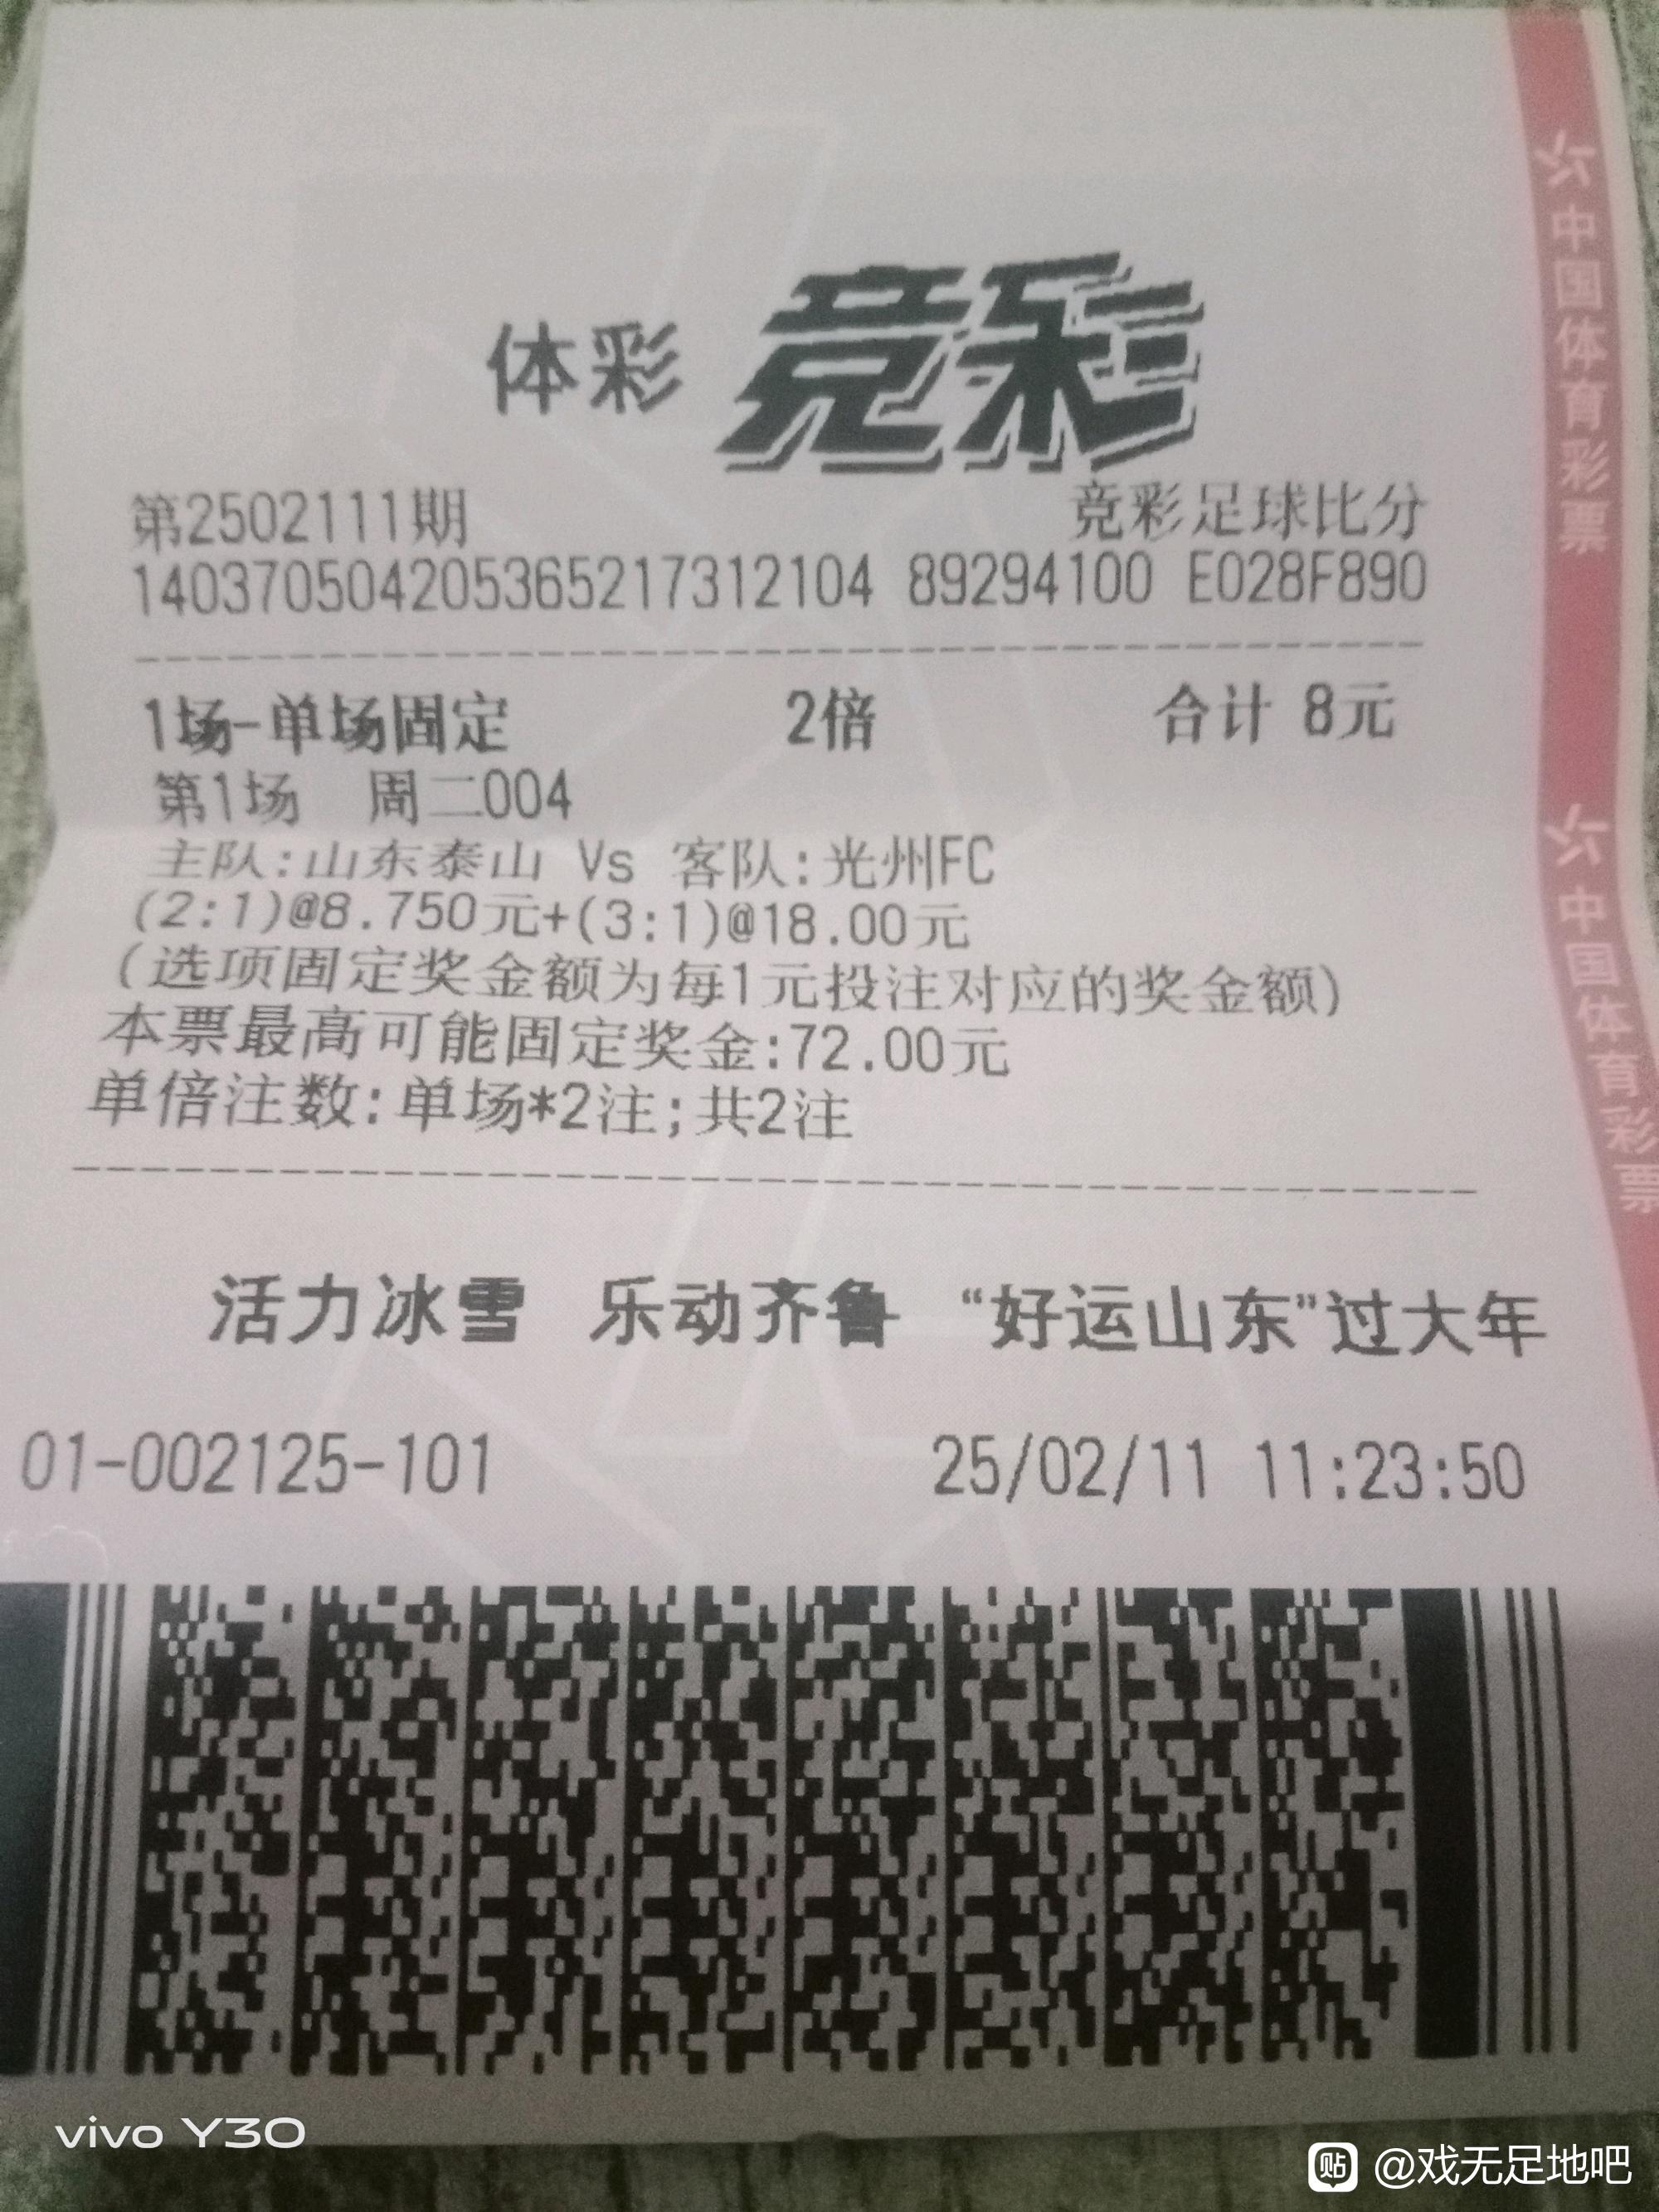 体彩 竞彩
第2502111期 竞彩足球比分
140370504205365217312104 89294100 E028F890
1场-单场固定 2倍 合计 8元
第1场 周二004
主队:山东泰山 Vs 客队:光州FC
(2:1)@8.750元+(3:1)@18.00元
(选项固定奖金额为每1元投注对应的奖金额)
本票最高可能固定奖金:72.00元
单倍注数:单场*2注;共2注
活力冰雪 乐动齐鲁 “好运山东”过大年
01-002125-101 25/02/11 11:23:50
中国体育彩票
中国体育彩票
vivo Y30
贴 @戏无足地吧